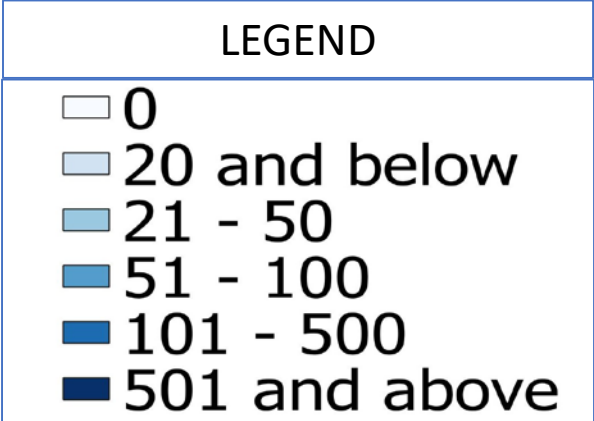 LEGEND
0
20 and below
21 - 50
51 - 100
101 - 500
501 and above